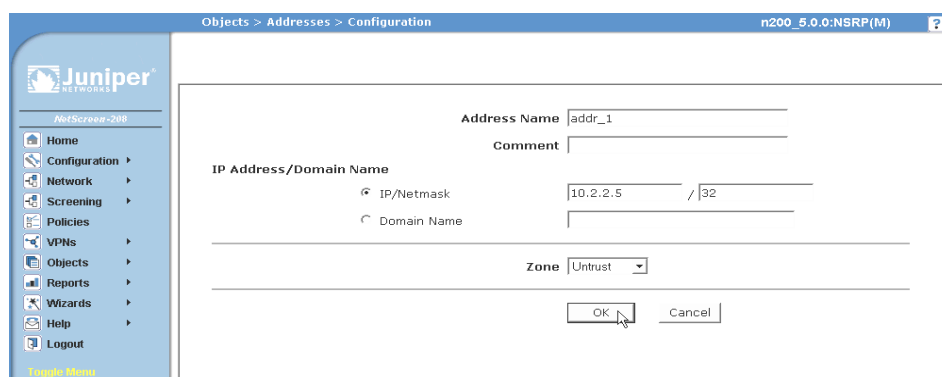 Objects > Addresses > Configuration
n200_5.0.0:NSRP(M)
?
Juniper
NETWORKS
NetScreen-208
Home
Configuration
Network
Screening
Policies
VPNs
Objects
Reports
Wizards
Help
Logout
Toggle Menu
Address Name addr_1
Comment
IP Address/Domain Name
IP/Netmask 10.2.2.5 / 32
Domain Name
Zone Untrust
OK Cancel